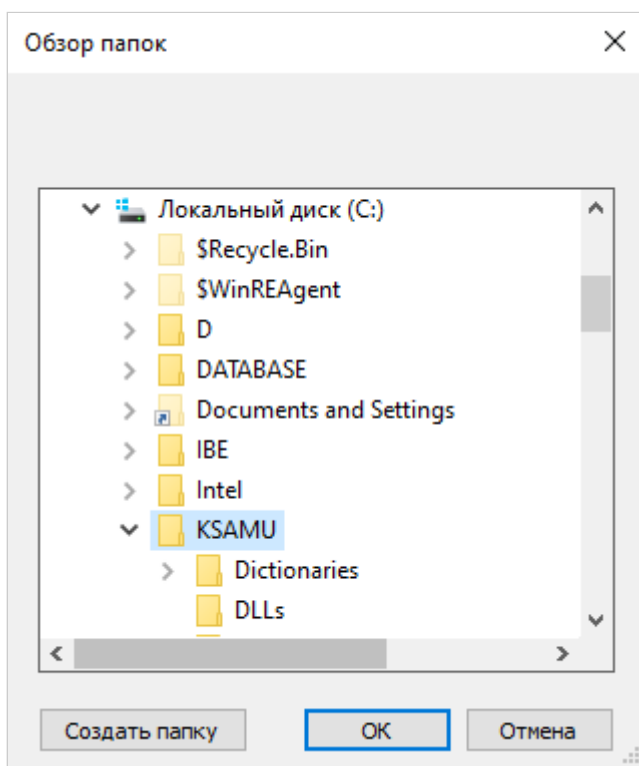 Обзор папок
Локальный диск (C:)
$Recycle.Bin
$WinREAgent
D
DATABASE
Documents and Settings
IBE
Intel
KSAMU
Dictionaries
DLLs
Создать папку OK Отмена